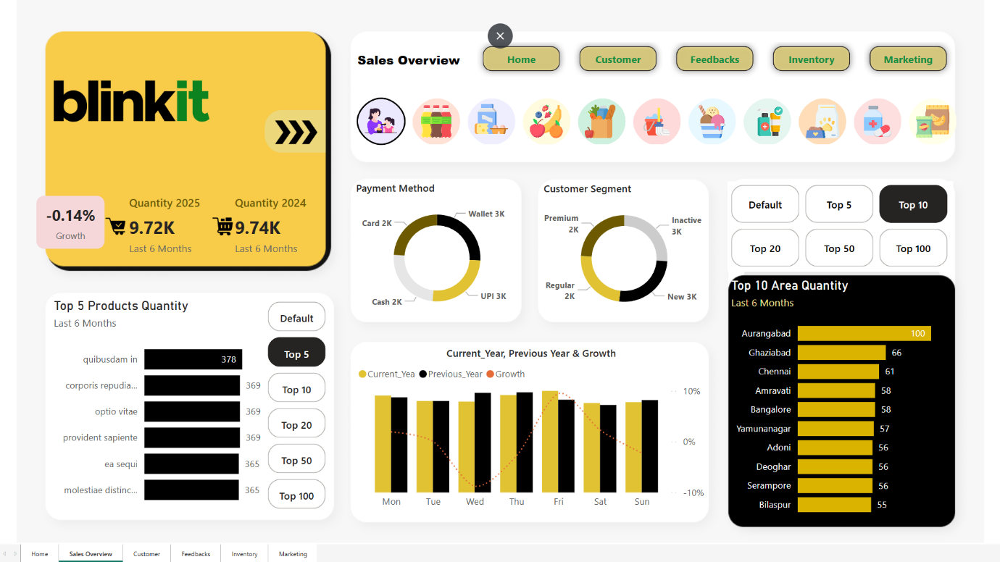 blinkit
-0.14%
Growth
Quantity 2025
9.72K
Last 6 Months
Quantity 2024
9.74K
Last 6 Months
Sales Overview
Home
Customer
Feedbacks
Inventory
Marketing
Payment Method
Card 2K
Wallet 3K
Cash 2K
UPI 3K
Customer Segment
Premium
2K
Inactive
3K
Regular
2K
New 3K
Default
Top 5
Top 10
Top 20
Top 50
Top 100
Top 5 Products Quantity
Last 6 Months
quibusdam in 378
corporis repudia... 369
optio vitae 369
provident sapiente 369
ea sequi 365
molestiae distinc... 365
Default
Top 5
Top 10
Top 20
Top 50
Top 100
Current_Year, Previous Year & Growth
Current_Yea Previous_Year Growth
10%
0%
-10%
Mon Tue Wed Thu Fri Sat Sun
Top 10 Area Quantity
Last 6 Months
Aurangabad 100
Ghaziabad 66
Chennai 61
Amravati 58
Bangalore 58
Yamunanagar 57
Adoni 56
Deoghar 56
Serampore 56
Bilaspur 55
Home Sales Overview Customer Feedbacks Inventory Marketing